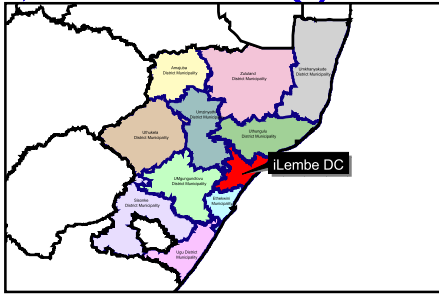 Amajuba
District Municipality
Zululand
District Municipality
Umkhanyakude
District Municipality
Umzinyathi
District Municipality
Uthukela
District Municipality
Uthungulu
District Municipality
iLembe DC
UMgungundlovu
District Municipality
Ethekwini
Municipality
Sisonke
District Municipality
Ugu District
Municipality